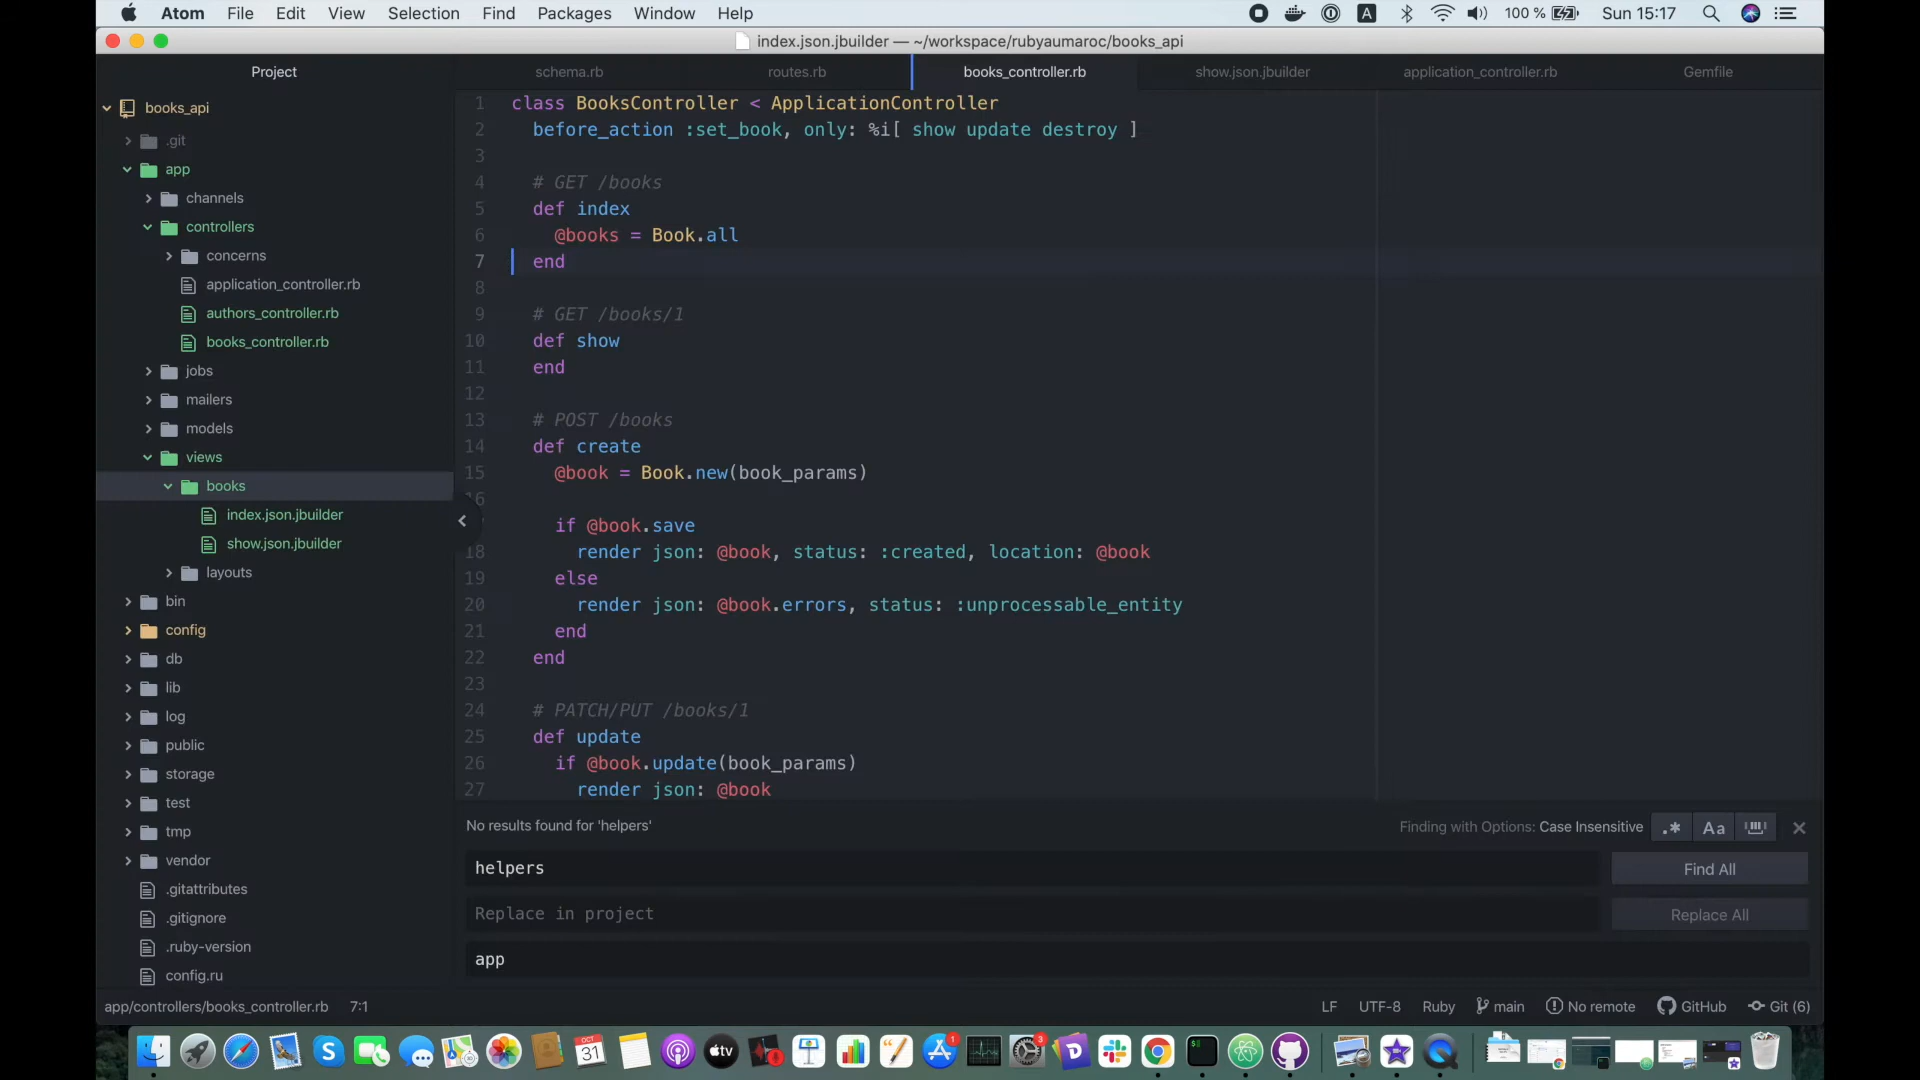 Atom File Edit View Selection Find Packages Window Help
A 100 % Sun 15:17
index.json.jbuilder — ~/workspace/rubyaumaroc/books_api
Project
schema.rb routes.rb books_controller.rb show.json.jbuilder application_controller.rb Gemfile
books_api
.git
app
channels
controllers
concerns
application_controller.rb
authors_controller.rb
books_controller.rb
jobs
mailers
models
views
books
index.json.jbuilder
show.json.jbuilder
layouts
bin
config
db
lib
log
public
storage
test
tmp
vendor
.gitattributes
.gitignore
.ruby-version
config.ru
1 class BooksController < ApplicationController
2 before_action :set_book, only: %i[ show update destroy ]
3
4 # GET /books
5 def index
6 @books = Book.all
7 end
8
9 # GET /books/1
10 def show
11 end
12
13 # POST /books
14 def create
15 @book = Book.new(book_params)
16
if @book.save
18 render json: @book, status: :created, location: @book
19 else
20 render json: @book.errors, status: :unprocessable_entity
21 end
22 end
23
24 # PATCH/PUT /books/1
25 def update
26 if @book.update(book_params)
27 render json: @book
No results found for 'helpers'
Finding with Options: Case Insensitive .* Aa
helpers
Find All
Replace in project
Replace All
app
app/controllers/books_controller.rb 7:1
LF UTF-8 Ruby main No remote GitHub Git (6)
OCT
31
tv
1
3